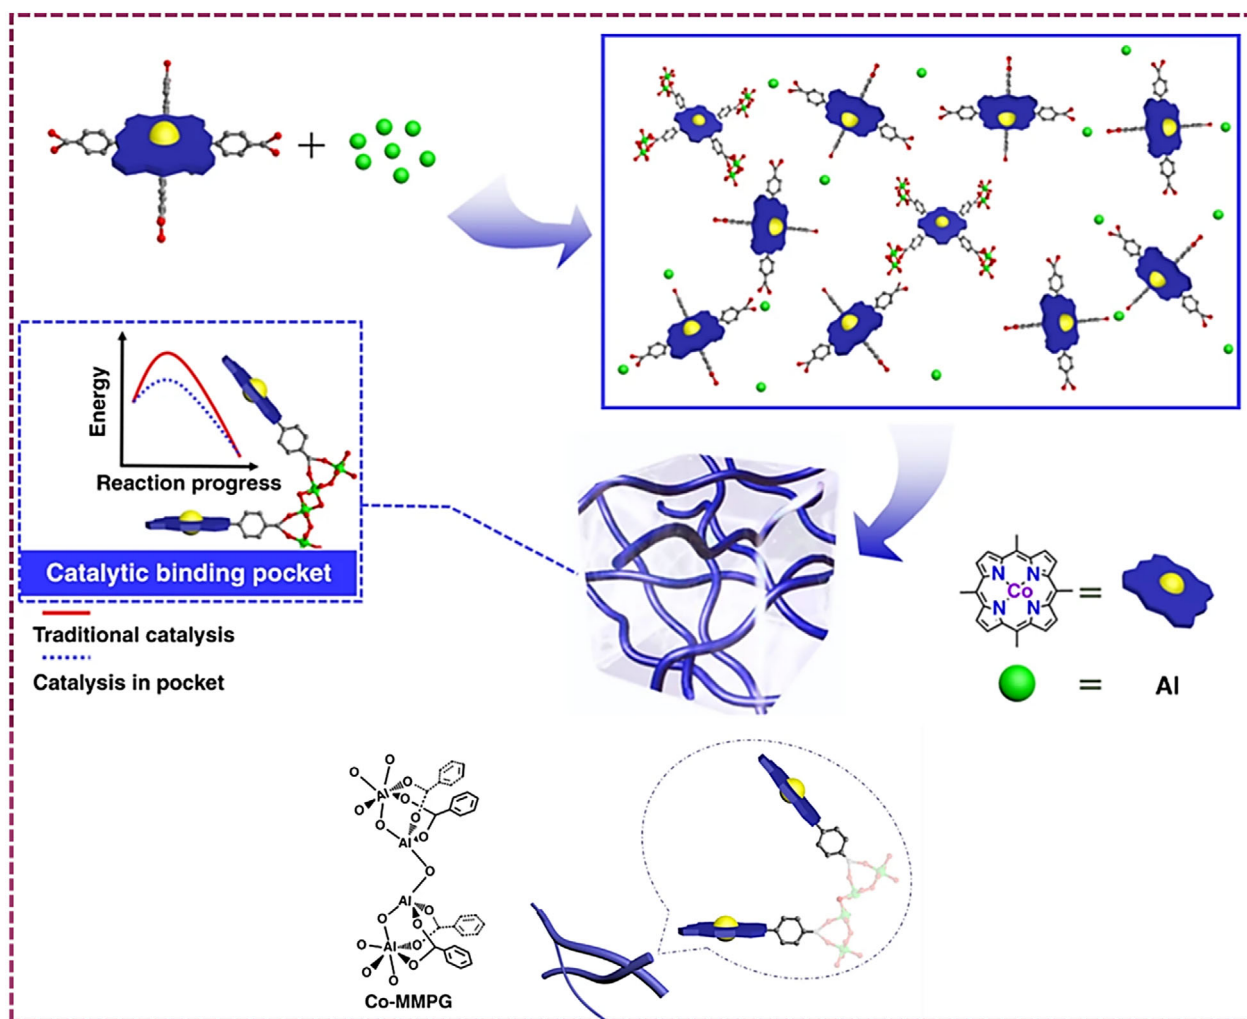 +
Energy
Reaction progress
Catalytic binding pocket
Traditional catalysis
Catalysis in pocket
N
N
Co
N
N
=
= Al
O
O
Al
O
O
O
O
O
O
Al
O
Al
O
O
O
O
Al
O
O
O
O
O
Co-MMPG